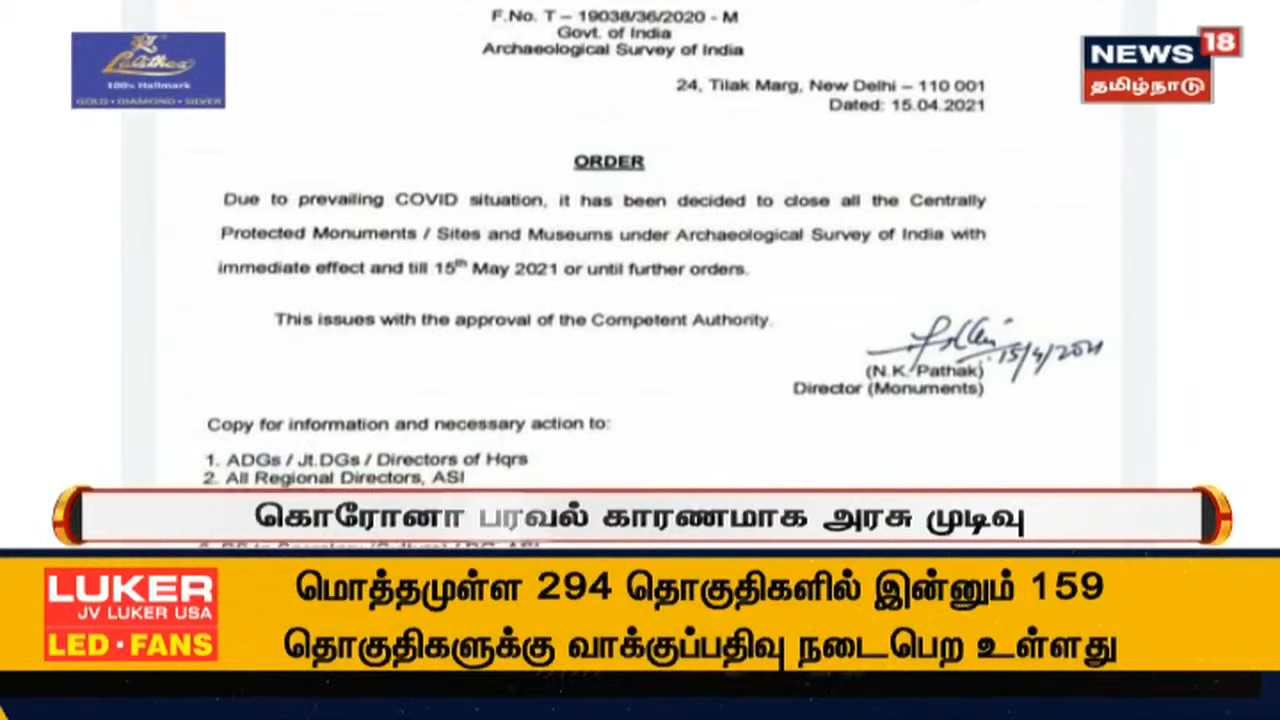 F.No. T – 19038/36/2020 - M
Govt. of India
Archaeological Survey of India
24, Tilak Marg, New Delhi – 110 001
Dated: 15.04.2021
Lalithaa
100% Hallmark
GOLD • DIAMOND • SILVER
NEWS 18
தமிழ்நாடு
ORDER
Due to prevailing COVID situation, it has been decided to close all the Centrally
Protected Monuments / Sites and Museums under Archaeological Survey of India with
immediate effect and till 15th May 2021 or until further orders.
This issues with the approval of the Competent Authority.
15/4/2021
(N.K. Pathak)
Director (Monuments)
Copy for information and necessary action to:
1. ADGs / Jt.DGs / Directors of Hqrs
2. All Regional Directors, ASI
கொரோனா பரவல் காரணமாக அரசு முடிவு
LUKER
JV LUKER USA
LED • FANS
மொத்தமுள்ள 294 தொகுதிகளில் இன்னும் 159
தொகுதிகளுக்கு வாக்குப்பதிவு நடைபெற உள்ளது